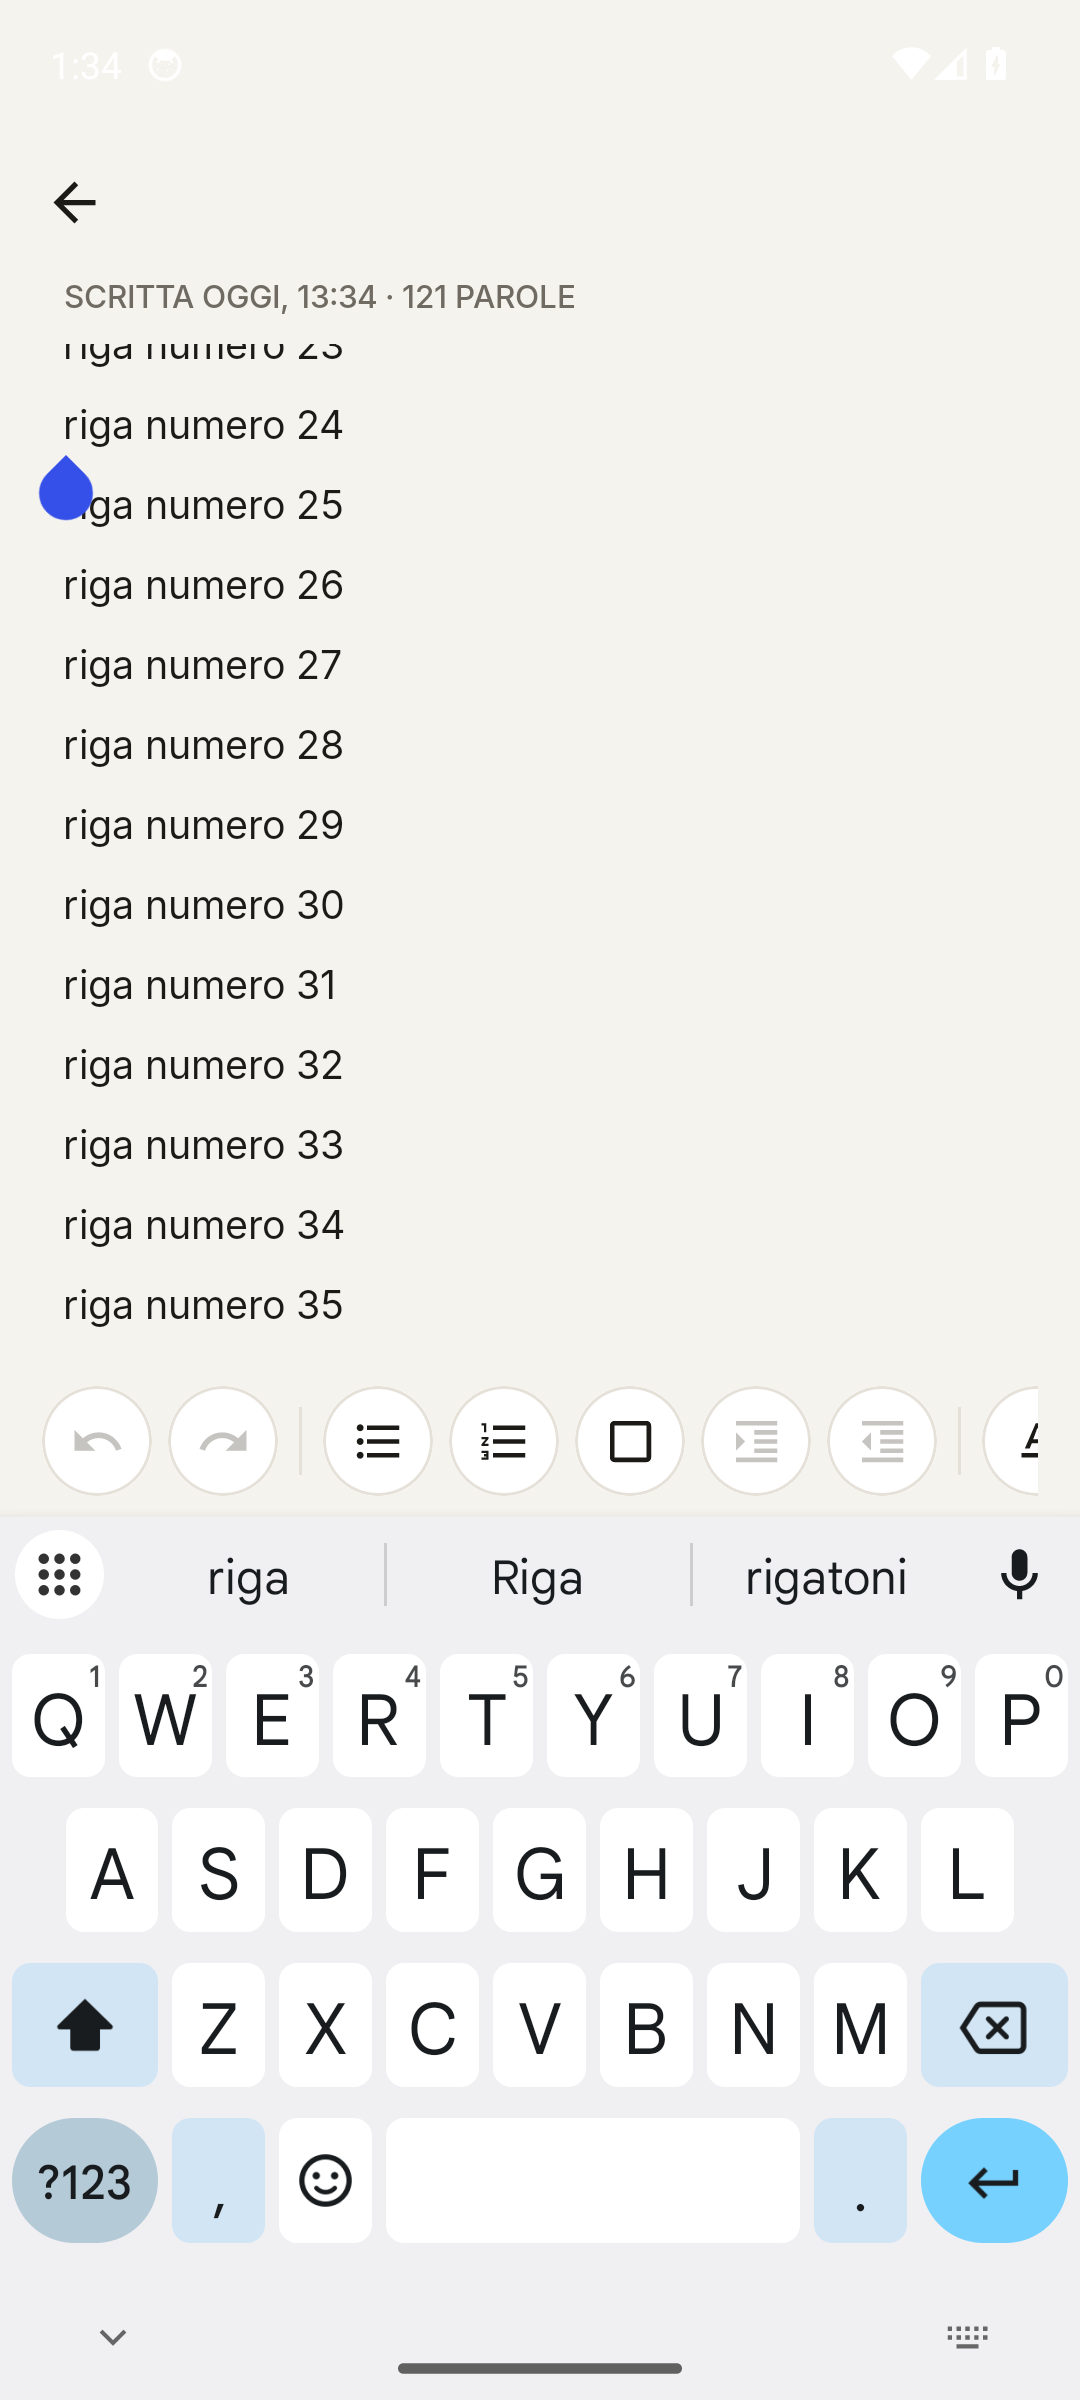 1:34
SCRITTA OGGI, 13:34 · 121 PAROLE
riga numero 23
riga numero 24
riga numero 25
riga numero 26
riga numero 27
riga numero 28
riga numero 29
riga numero 30
riga numero 31
riga numero 32
riga numero 33
riga numero 34
riga numero 35
riga Riga rigatoni
Q1 W2 E3 R4 T5 Y6 U7 I8 O9 P0
A S D F G H J K L
Z X C V B N M
?123 , .